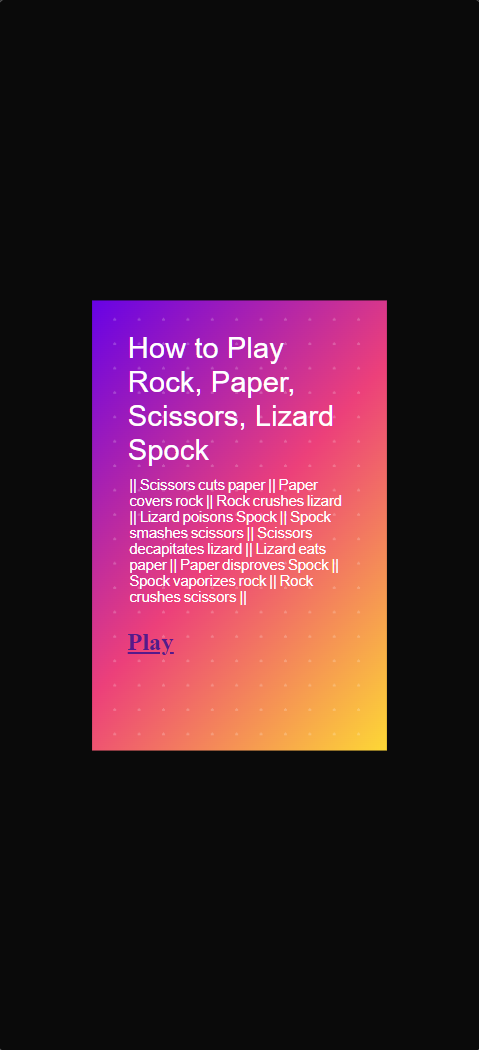 How to Play
Rock, Paper,
Scissors, Lizard
Spock
|| Scissors cuts paper || Paper
covers rock || Rock crushes lizard
|| Lizard poisons Spock || Spock
smashes scissors || Scissors
decapitates lizard || Lizard eats
paper || Paper disproves Spock ||
Spock vaporizes rock || Rock
crushes scissors ||
Play